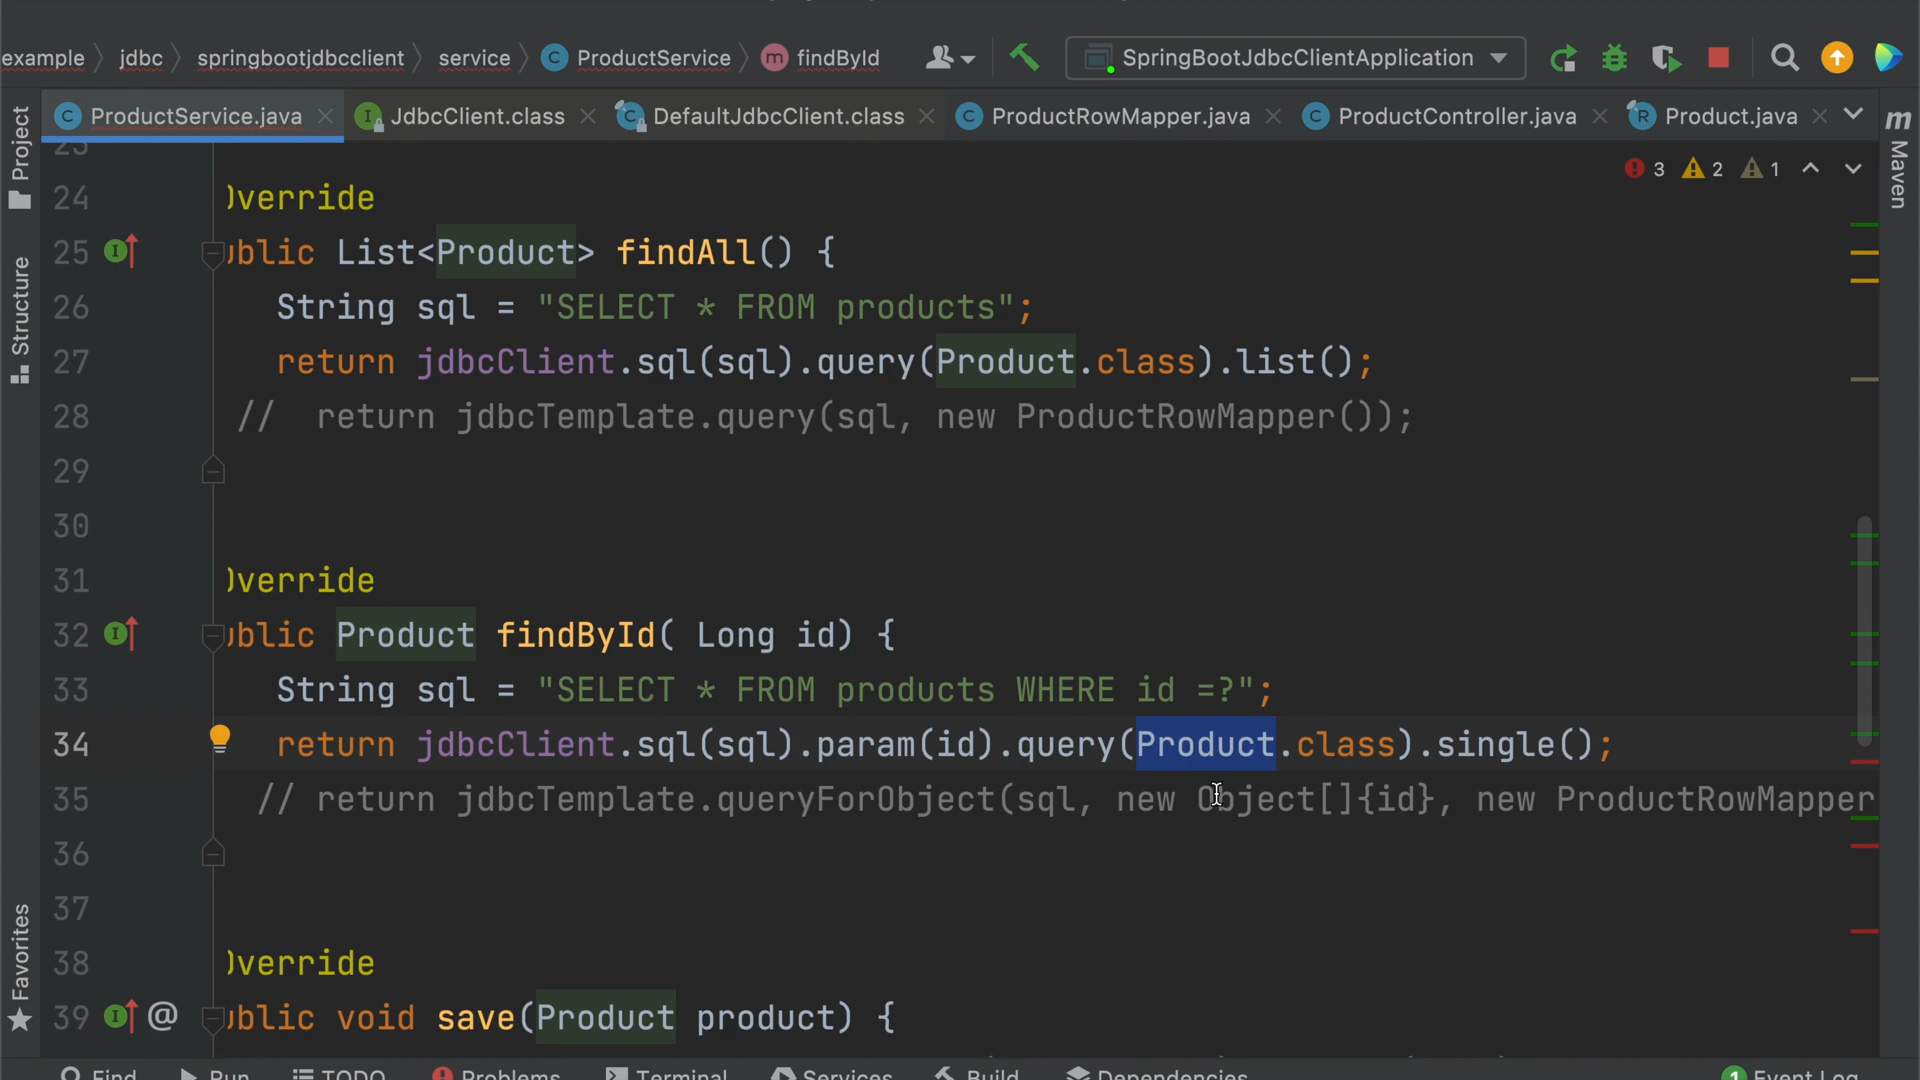 example jdbc springbootjdbcclient service ProductService findById SpringBootJdbcClientApplication
ProductService.java JdbcClient.class DefaultJdbcClient.class ProductRowMapper.java ProductController.java Product.java
Project
Structure
Favorites
m Maven
3 2 1
23
24 Override
25 ublic List<Product> findAll() {
26 String sql = "SELECT * FROM products";
27 return jdbcClient.sql(sql).query(Product.class).list();
28 // return jdbcTemplate.query(sql, new ProductRowMapper());
29
30
31 Override
32 ublic Product findById( Long id) {
33 String sql = "SELECT * FROM products WHERE id =?";
34 return jdbcClient.sql(sql).param(id).query(Product.class).single();
35 // return jdbcTemplate.queryForObject(sql, new Object[]{id}, new ProductRowMapper
36
37
38 Override
39 @ ublic void save(Product product) {
Find Run TODO Problems Terminal Services Build Dependencies 1 Event Log